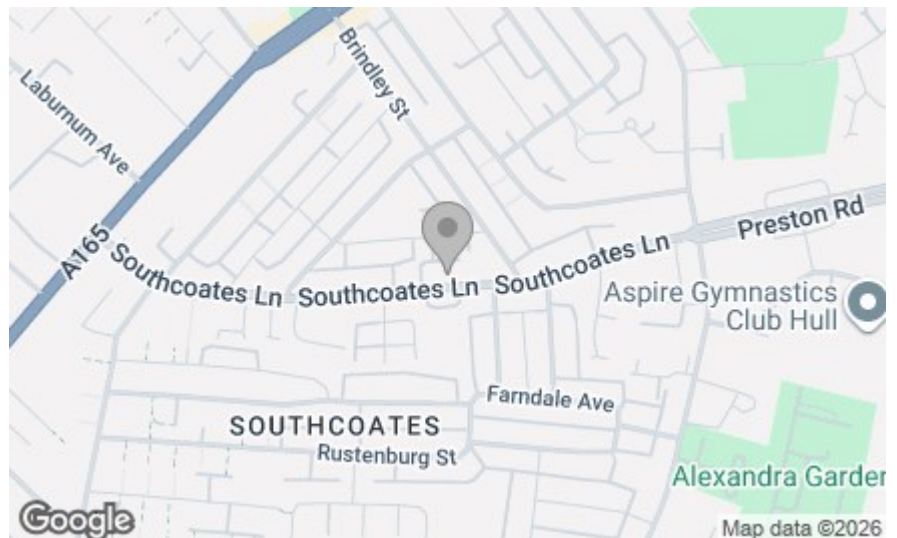 Brindley St
Laburnum Ave
A165
Southcoates Ln
Southcoates Ln
Southcoates Ln
Preston Rd
Aspire Gymnastics
Club Hull
Farndale Ave
SOUTHCOATES
Rustenburg St
Alexandra Garden
Google
Map data ©2026